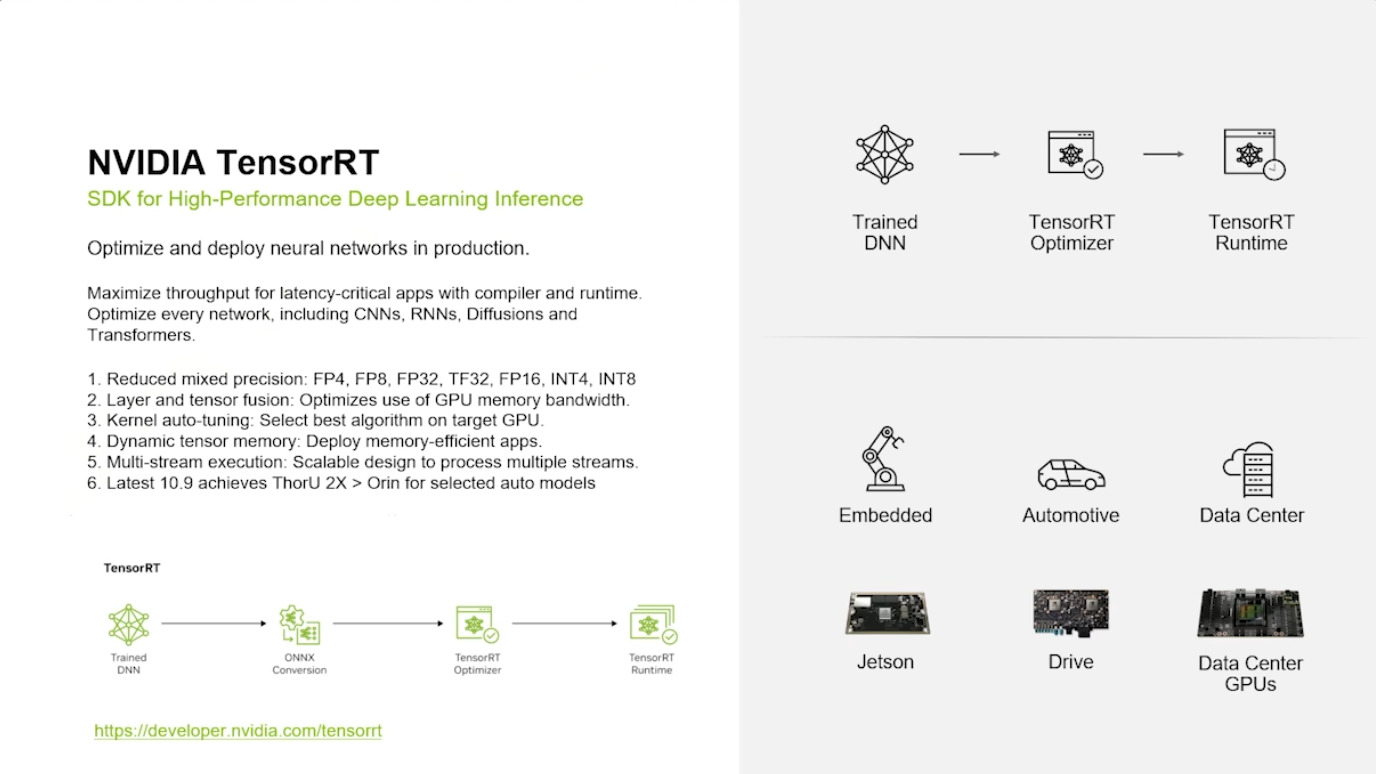 NVIDIA TensorRT
SDK for High-Performance Deep Learning Inference
Optimize and deploy neural networks in production.
Maximize throughput for latency-critical apps with compiler and runtime.
Optimize every network, including CNNs, RNNs, Diffusions and
Transformers.
1. Reduced mixed precision: FP4, FP8, FP32, TF32, FP16, INT4, INT8
2. Layer and tensor fusion: Optimizes use of GPU memory bandwidth.
3. Kernel auto-tuning: Select best algorithm on target GPU.
4. Dynamic tensor memory: Deploy memory-efficient apps.
5. Multi-stream execution: Scalable design to process multiple streams.
6. Latest 10.9 achieves ThorU 2X > Orin for selected auto models
TensorRT
Trained
DNN
ONNX
Conversion
TensorRT
Optimizer
TensorRT
Runtime
https://developer.nvidia.com/tensorrt
Trained
DNN
TensorRT
Optimizer
TensorRT
Runtime
Embedded
Automotive
Data Center
Jetson
Drive
Data Center
GPUs